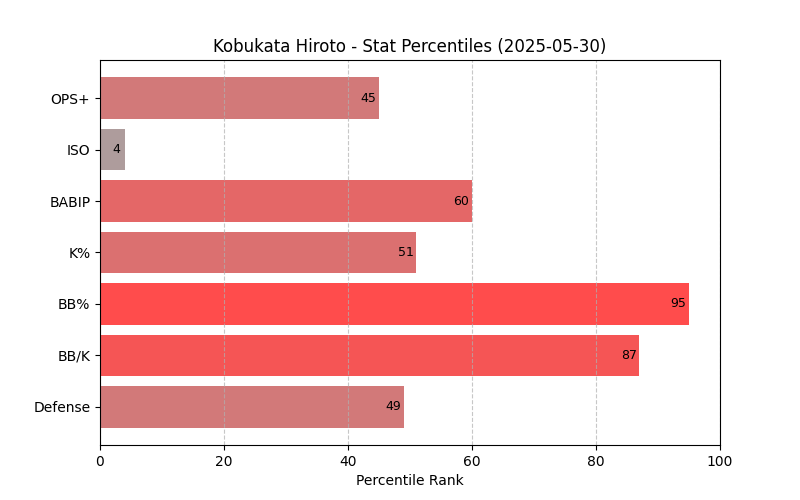 Kobukata Hiroto - Stat Percentiles (2025-05-30)
OPS+ 45
ISO 4
BABIP 60
K% 51
BB% 95
BB/K 87
Defense 49
0 20 40 60 80 100
Percentile Rank